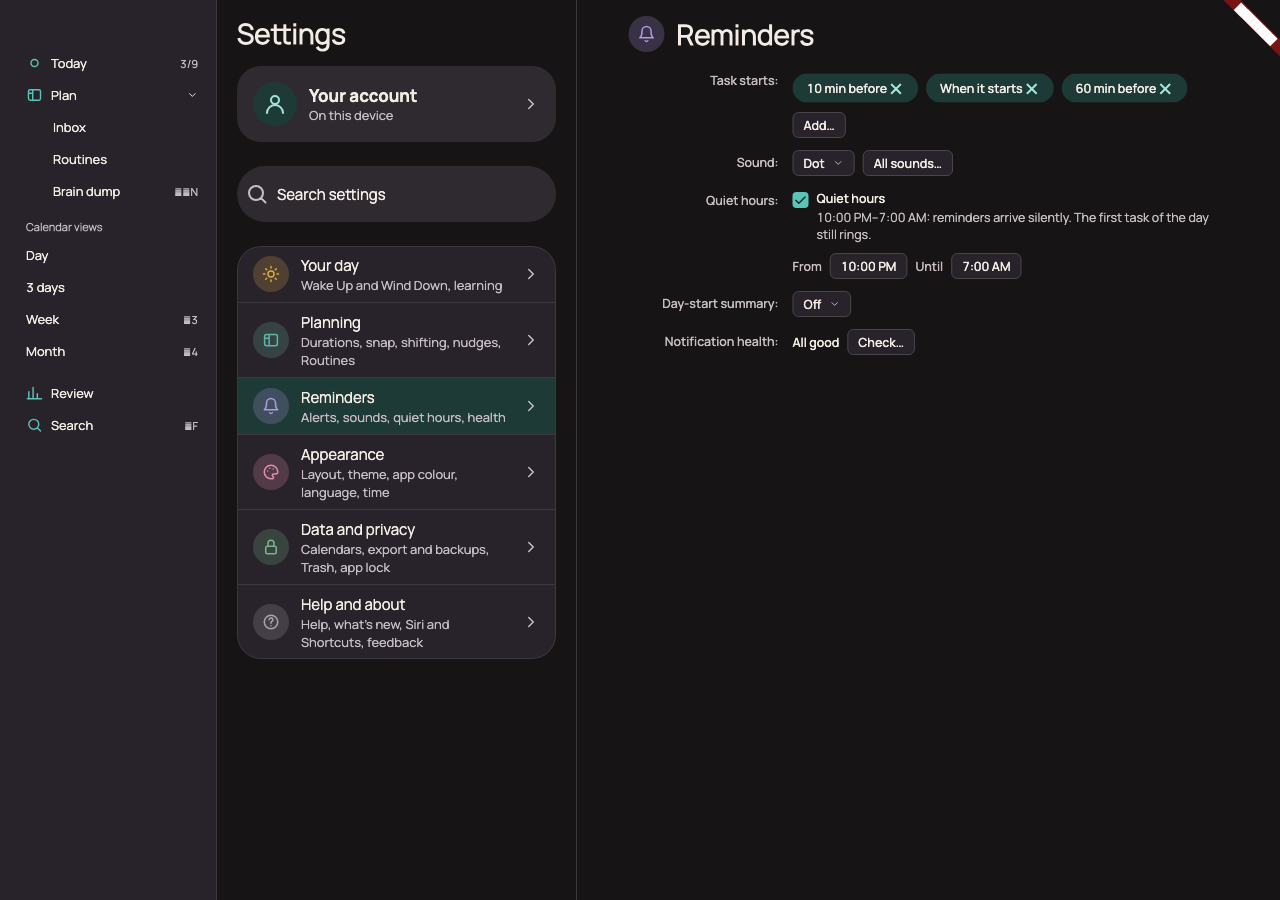 Today 3/9
Plan
Inbox
Routines
Brain dump N
Calendar views
Day
3 days
Week 3
Month 4
Review
Search F
Settings
Your account
On this device
Search settings
Your day
Wake Up and Wind Down, learning
Planning
Durations, snap, shifting, nudges,
Routines
Reminders
Alerts, sounds, quiet hours, health
Appearance
Layout, theme, app colour,
language, time
Data and privacy
Calendars, export and backups,
Trash, app lock
Help and about
Help, what's new, Siri and
Shortcuts, feedback
Reminders
Task starts: 10 min before When it starts 60 min before
Add...
Sound: Dot All sounds...
Quiet hours: Quiet hours
10:00 PM–7:00 AM: reminders arrive silently. The first task of the day
still rings.
From 10:00 PM Until 7:00 AM
Day-start summary: Off
Notification health: All good Check...